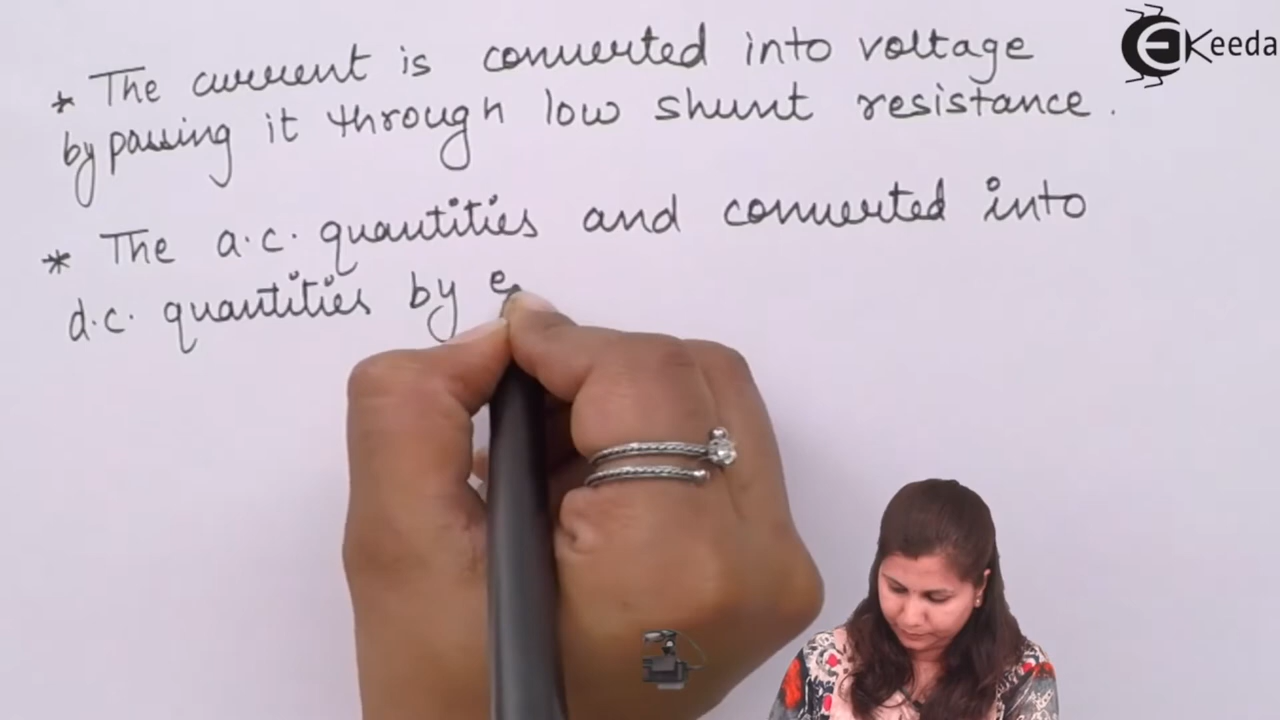 * The current is converted into voltage
by passing it through low shunt resistance.
* The a.c. quantities and converted into
d.c. quantities by e
EKeeda